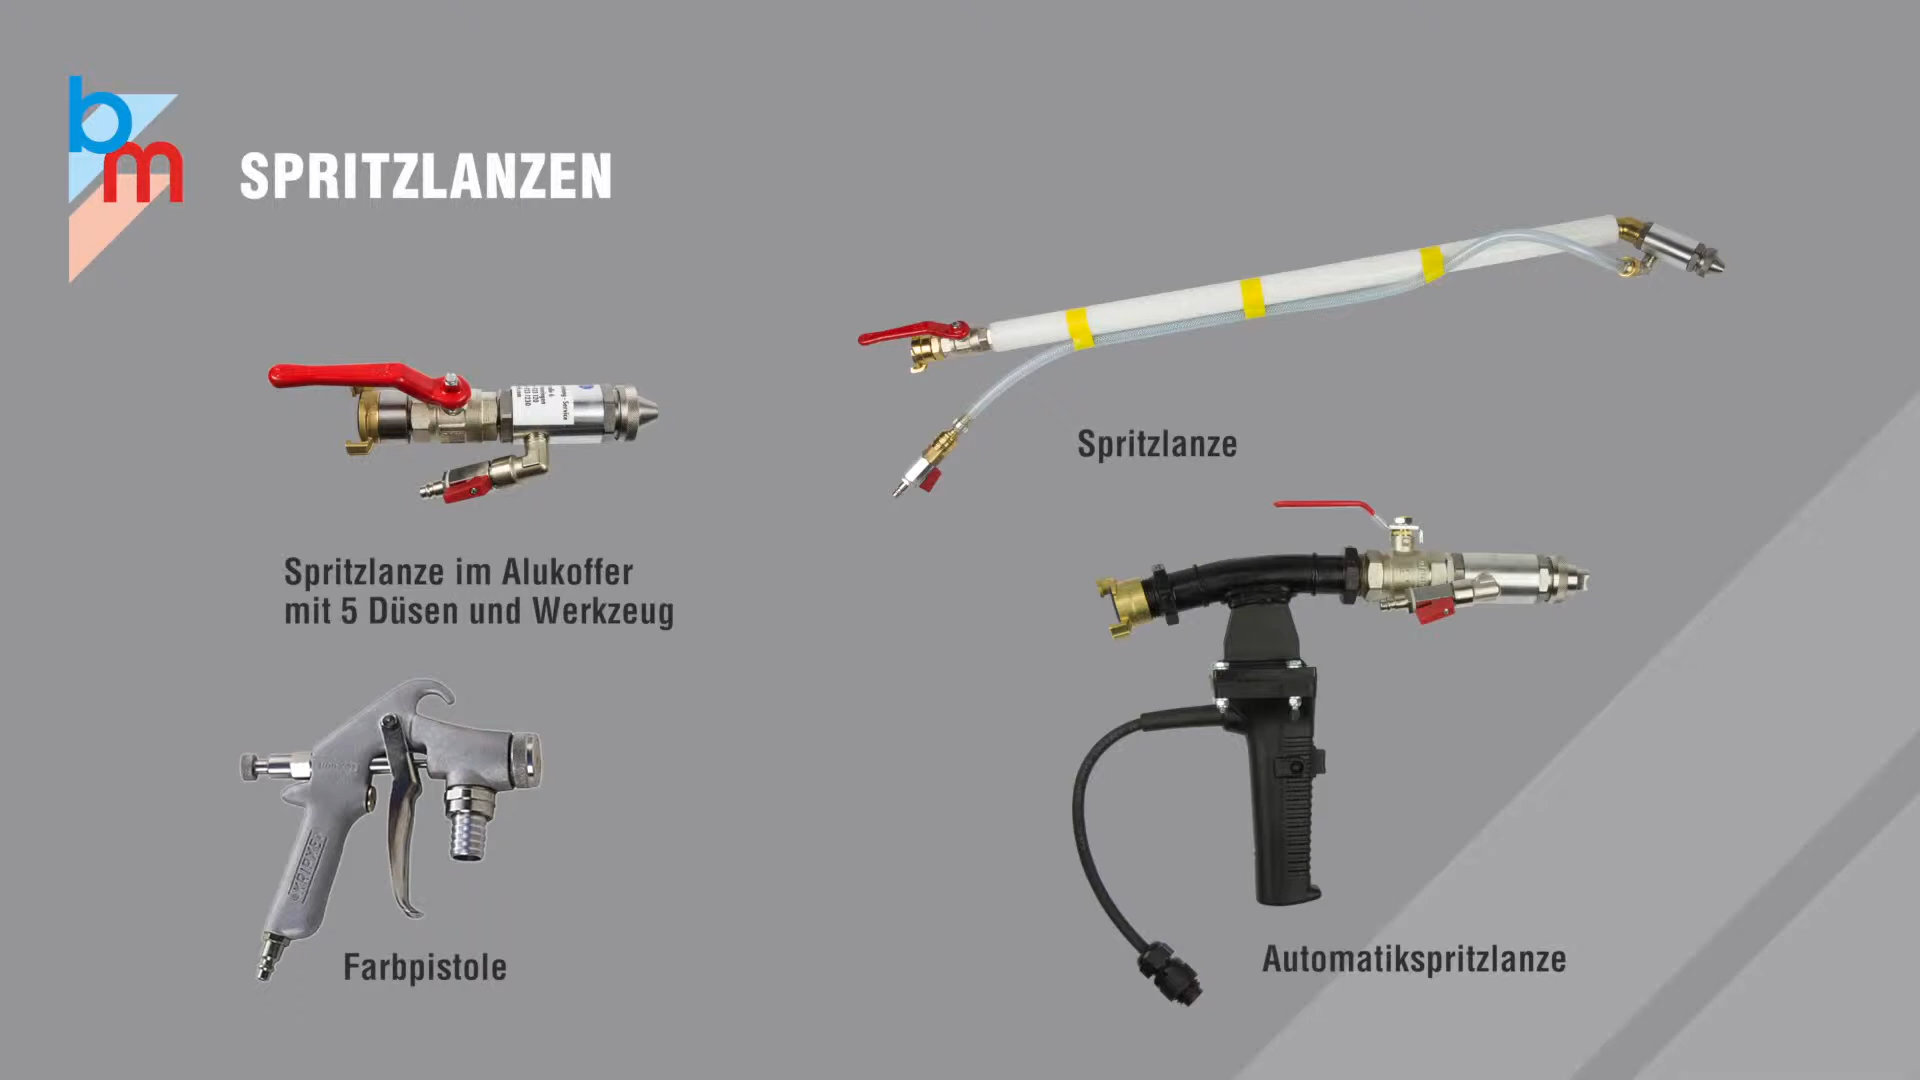 bm
SPRITZLANZEN
Spritzlanze
Spritzlanze im Alukoffer
mit 5 Düsen und Werkzeug
Farbpistole
Automatikspritzlanze